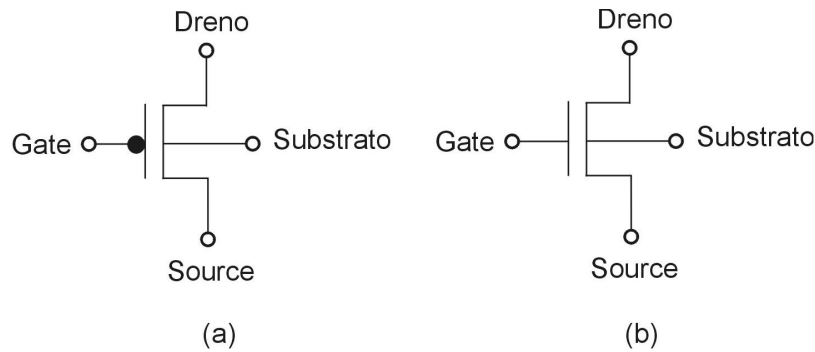 Dreno
Gate
Substrato
Source
(a)
Dreno
Gate
Substrato
Source
(b)